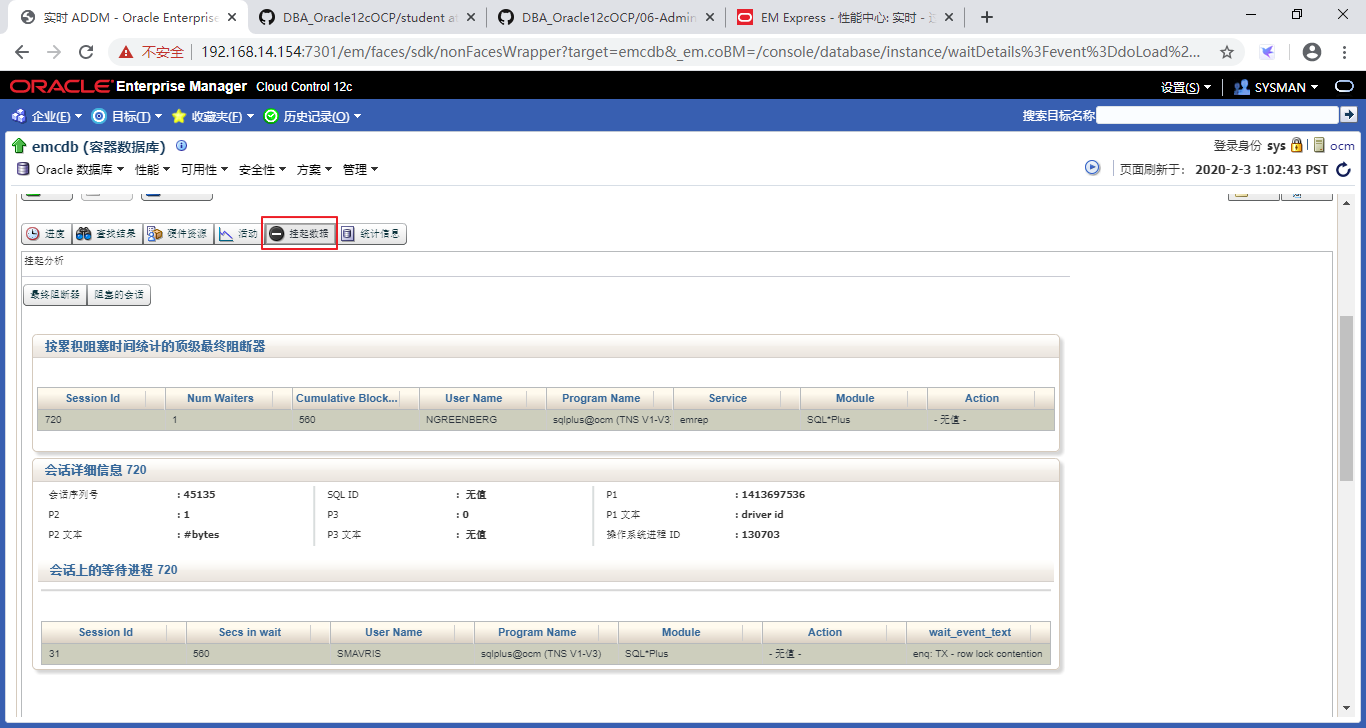 实时 ADDM - Oracle Enterprise
DBA_Oracle12cOCP/student at
DBA_Oracle12cOCP/06-Admin
EM Express - 性能中心: 实时 -
不安全
192.168.14.154:7301/em/faces/sdk/nonFacesWrapper?target=emcdb&_em.coBM=/console/database/instance/waitDetails%3Fevent%3DdoLoad%2...
ORACLE Enterprise Manager Cloud Control 12c
设置(S) SYSMAN
企业(E) 目标(T) 收藏夹(F) 历史记录(O) 搜索目标名称
emcdb (容器数据库) 登录身份 sys ocm
Oracle 数据库 性能 可用性 安全性 方案 管理 页面刷新于: 2020-2-3 1:02:43 PST
进度 查找结果 硬件资源 活动 挂起数据 统计信息
挂起分析
最终阻断器 阻塞的会话
按累积阻塞时间统计的顶级最终阻断器
Session Id Num Waiters Cumulative Block... User Name Program Name Service Module Action
720 1 560 NGREENBERG sqlplus@ocm (TNS V1-V3) emrep SQL*Plus - 无值 -
会话详细信息 720
会话序列号 : 45135 SQL ID : 无值 P1 : 1413697536
P2 : 1 P3 : 0 P1 文本 : driver id
P2 文本 : #bytes P3 文本 : 无值 操作系统进程 ID : 130703
会话上的等待进程 720
Session Id Secs in wait User Name Program Name Module Action wait_event_text
31 560 SMAVRIS sqlplus@ocm (TNS V1-V3) SQL*Plus - 无值 - enq: TX - row lock contention